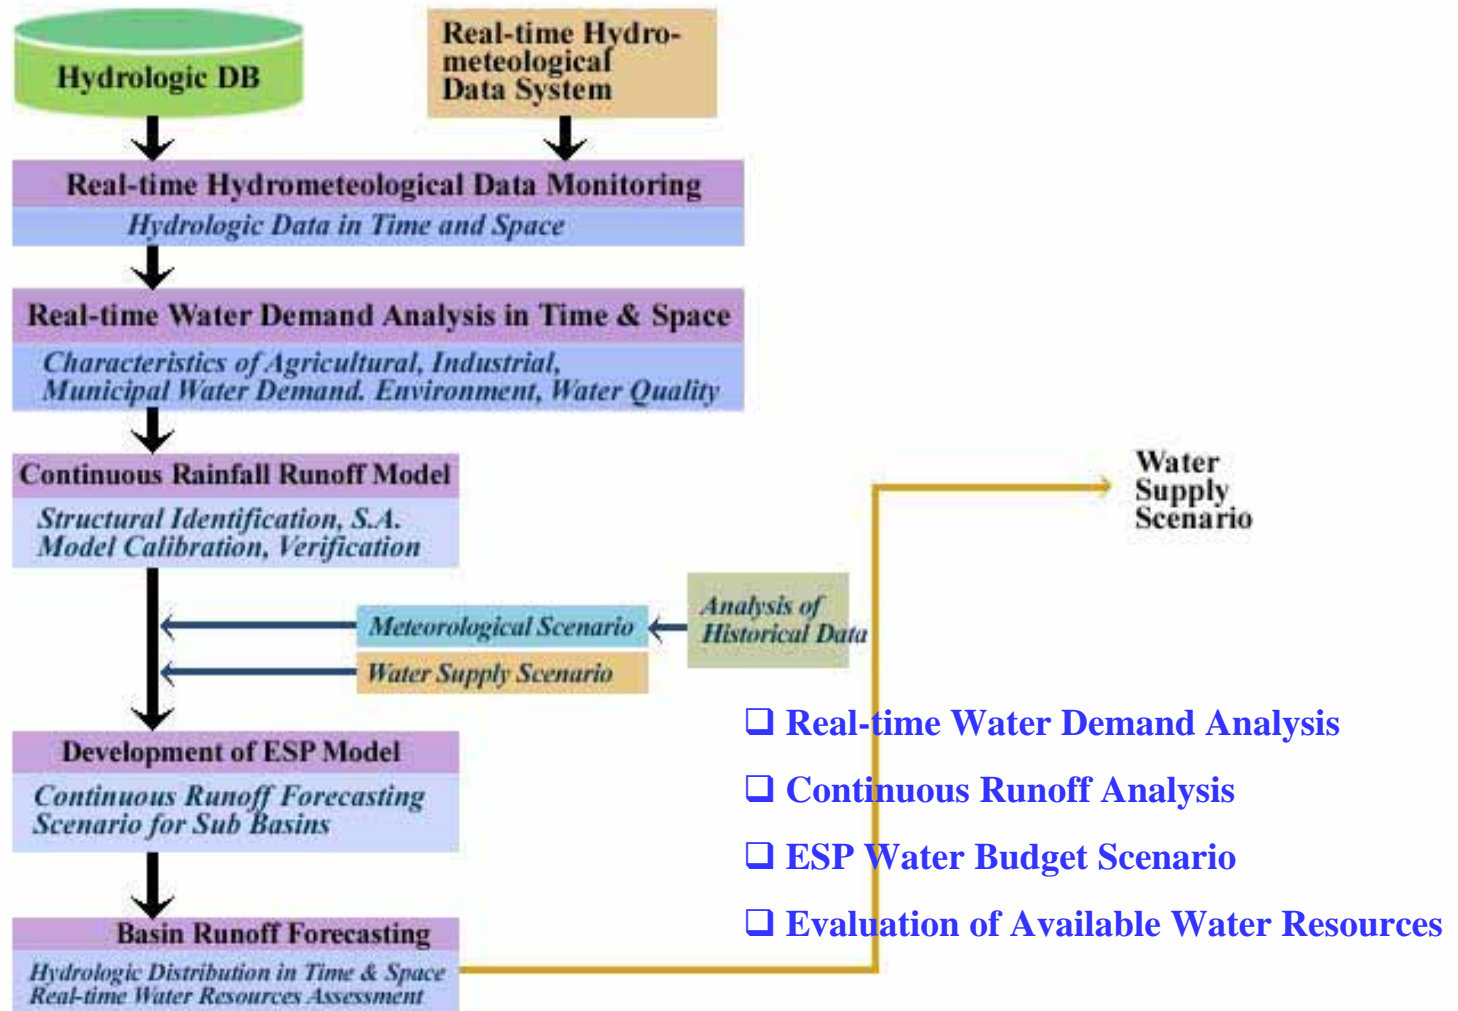 Hydrologic DB
Real-time Hydro-
meteological
Data System
Real-time Hydrometeological Data Monitoring
Hydrologic Data in Time and Space
Real-time Water Demand Analysis in Time & Space
Characteristics of Agricultural, Industrial,
Municipal Water Demand. Environment, Water Quality
Continuous Rainfall Runoff Model
Structural Identification, S.A.
Model Calibration, Verification
Water
Supply
Scenario
Meteorological Scenario
Analysis of
Historical Data
Water Supply Scenario
Development of ESP Model
Continuous Runoff Forecasting
Scenario for Sub Basins
❑ Real-time Water Demand Analysis
❑ Continuous Runoff Analysis
❑ ESP Water Budget Scenario
❑ Evaluation of Available Water Resources
Basin Runoff Forecasting
Hydrologic Distribution in Time & Space
Real-time Water Resources Assessment